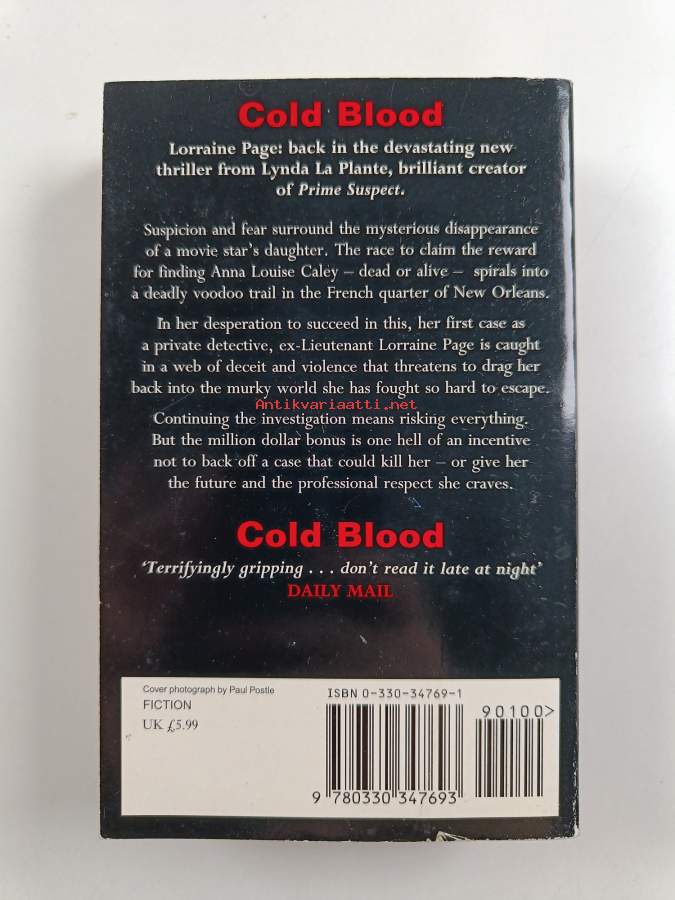 Cold Blood
Lorraine Page: back in the devastating new
thriller from Lynda La Plante, brilliant creator
of Prime Suspect.
Suspicion and fear surround the mysterious disappearance
of a movie star's daughter. The race to claim the reward
for finding Anna Louise Caley – dead or alive – spirals into
a deadly voodoo trail in the French quarter of New Orleans.
In her desperation to succeed in this, her first case as
a private detective, ex-Lieutenant Lorraine Page is caught
in a web of deceit and violence that threatens to drag her
back into the murky world she has fought so hard to escape.
Antikvariaatti.net
Continuing the investigation means risking everything.
But the million dollar bonus is one hell of an incentive
not to back off a case that could kill her – or give her
the future and the professional respect she craves.
Cold Blood
'Terrifyingly gripping . . . don't read it late at night'
DAILY MAIL
Cover photograph by Paul Postle
FICTION
UK £5.99
ISBN 0-330-34769-1
90100>
9 780330 347693